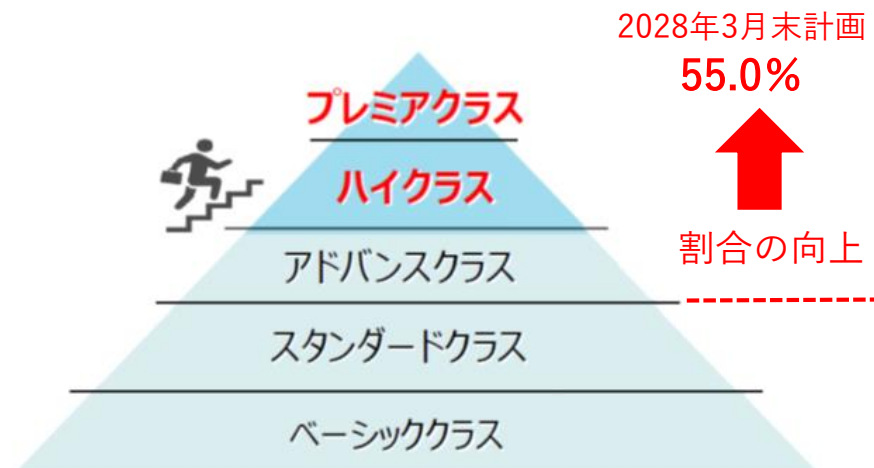 2028年3月末計画
55.0%
プレミアクラス
ハイクラス
割合の向上
アドバンスクラス
スタンダードクラス
ベーシッククラス